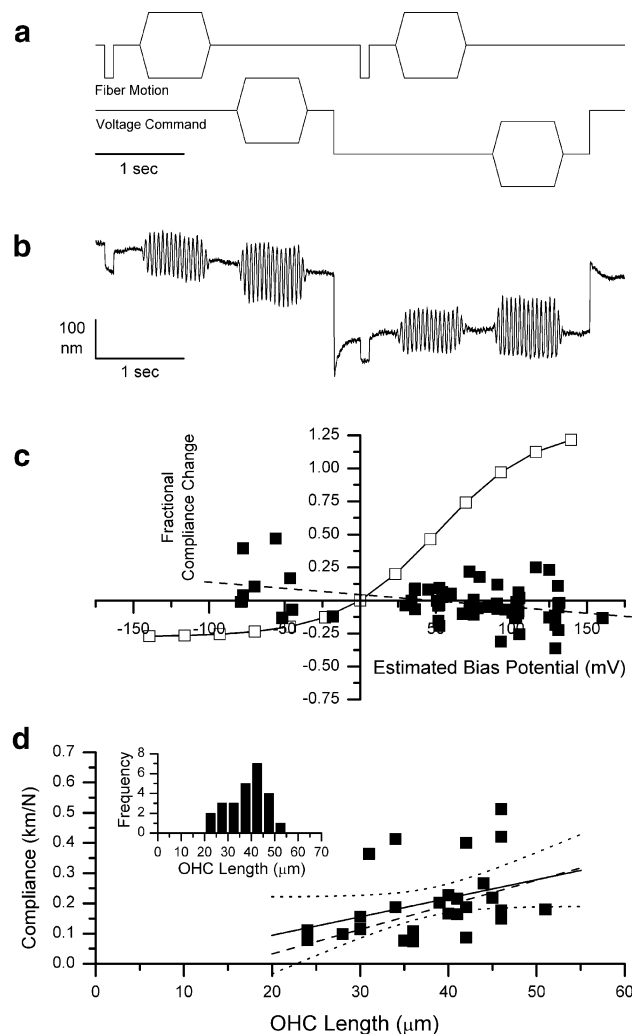 a
Fiber Motion
Voltage Command
1 sec
b
100
nm
1 sec
c
Fractional
Compliance Change
1.25
1.00
0.75
0.50
0.25
-0.25
-0.50
-0.75
-150
-100
-50
50
100
150
Estimated Bias Potential (mV)
d
Compliance (km/N)
0.7
0.6
0.5
0.4
0.3
0.2
0.1
0.0
Frequency
8
6
4
2
0
0 10 20 30 40 50 60 70
OHC Length (μm)
0 10 20 30 40 50 60
OHC Length (μm)